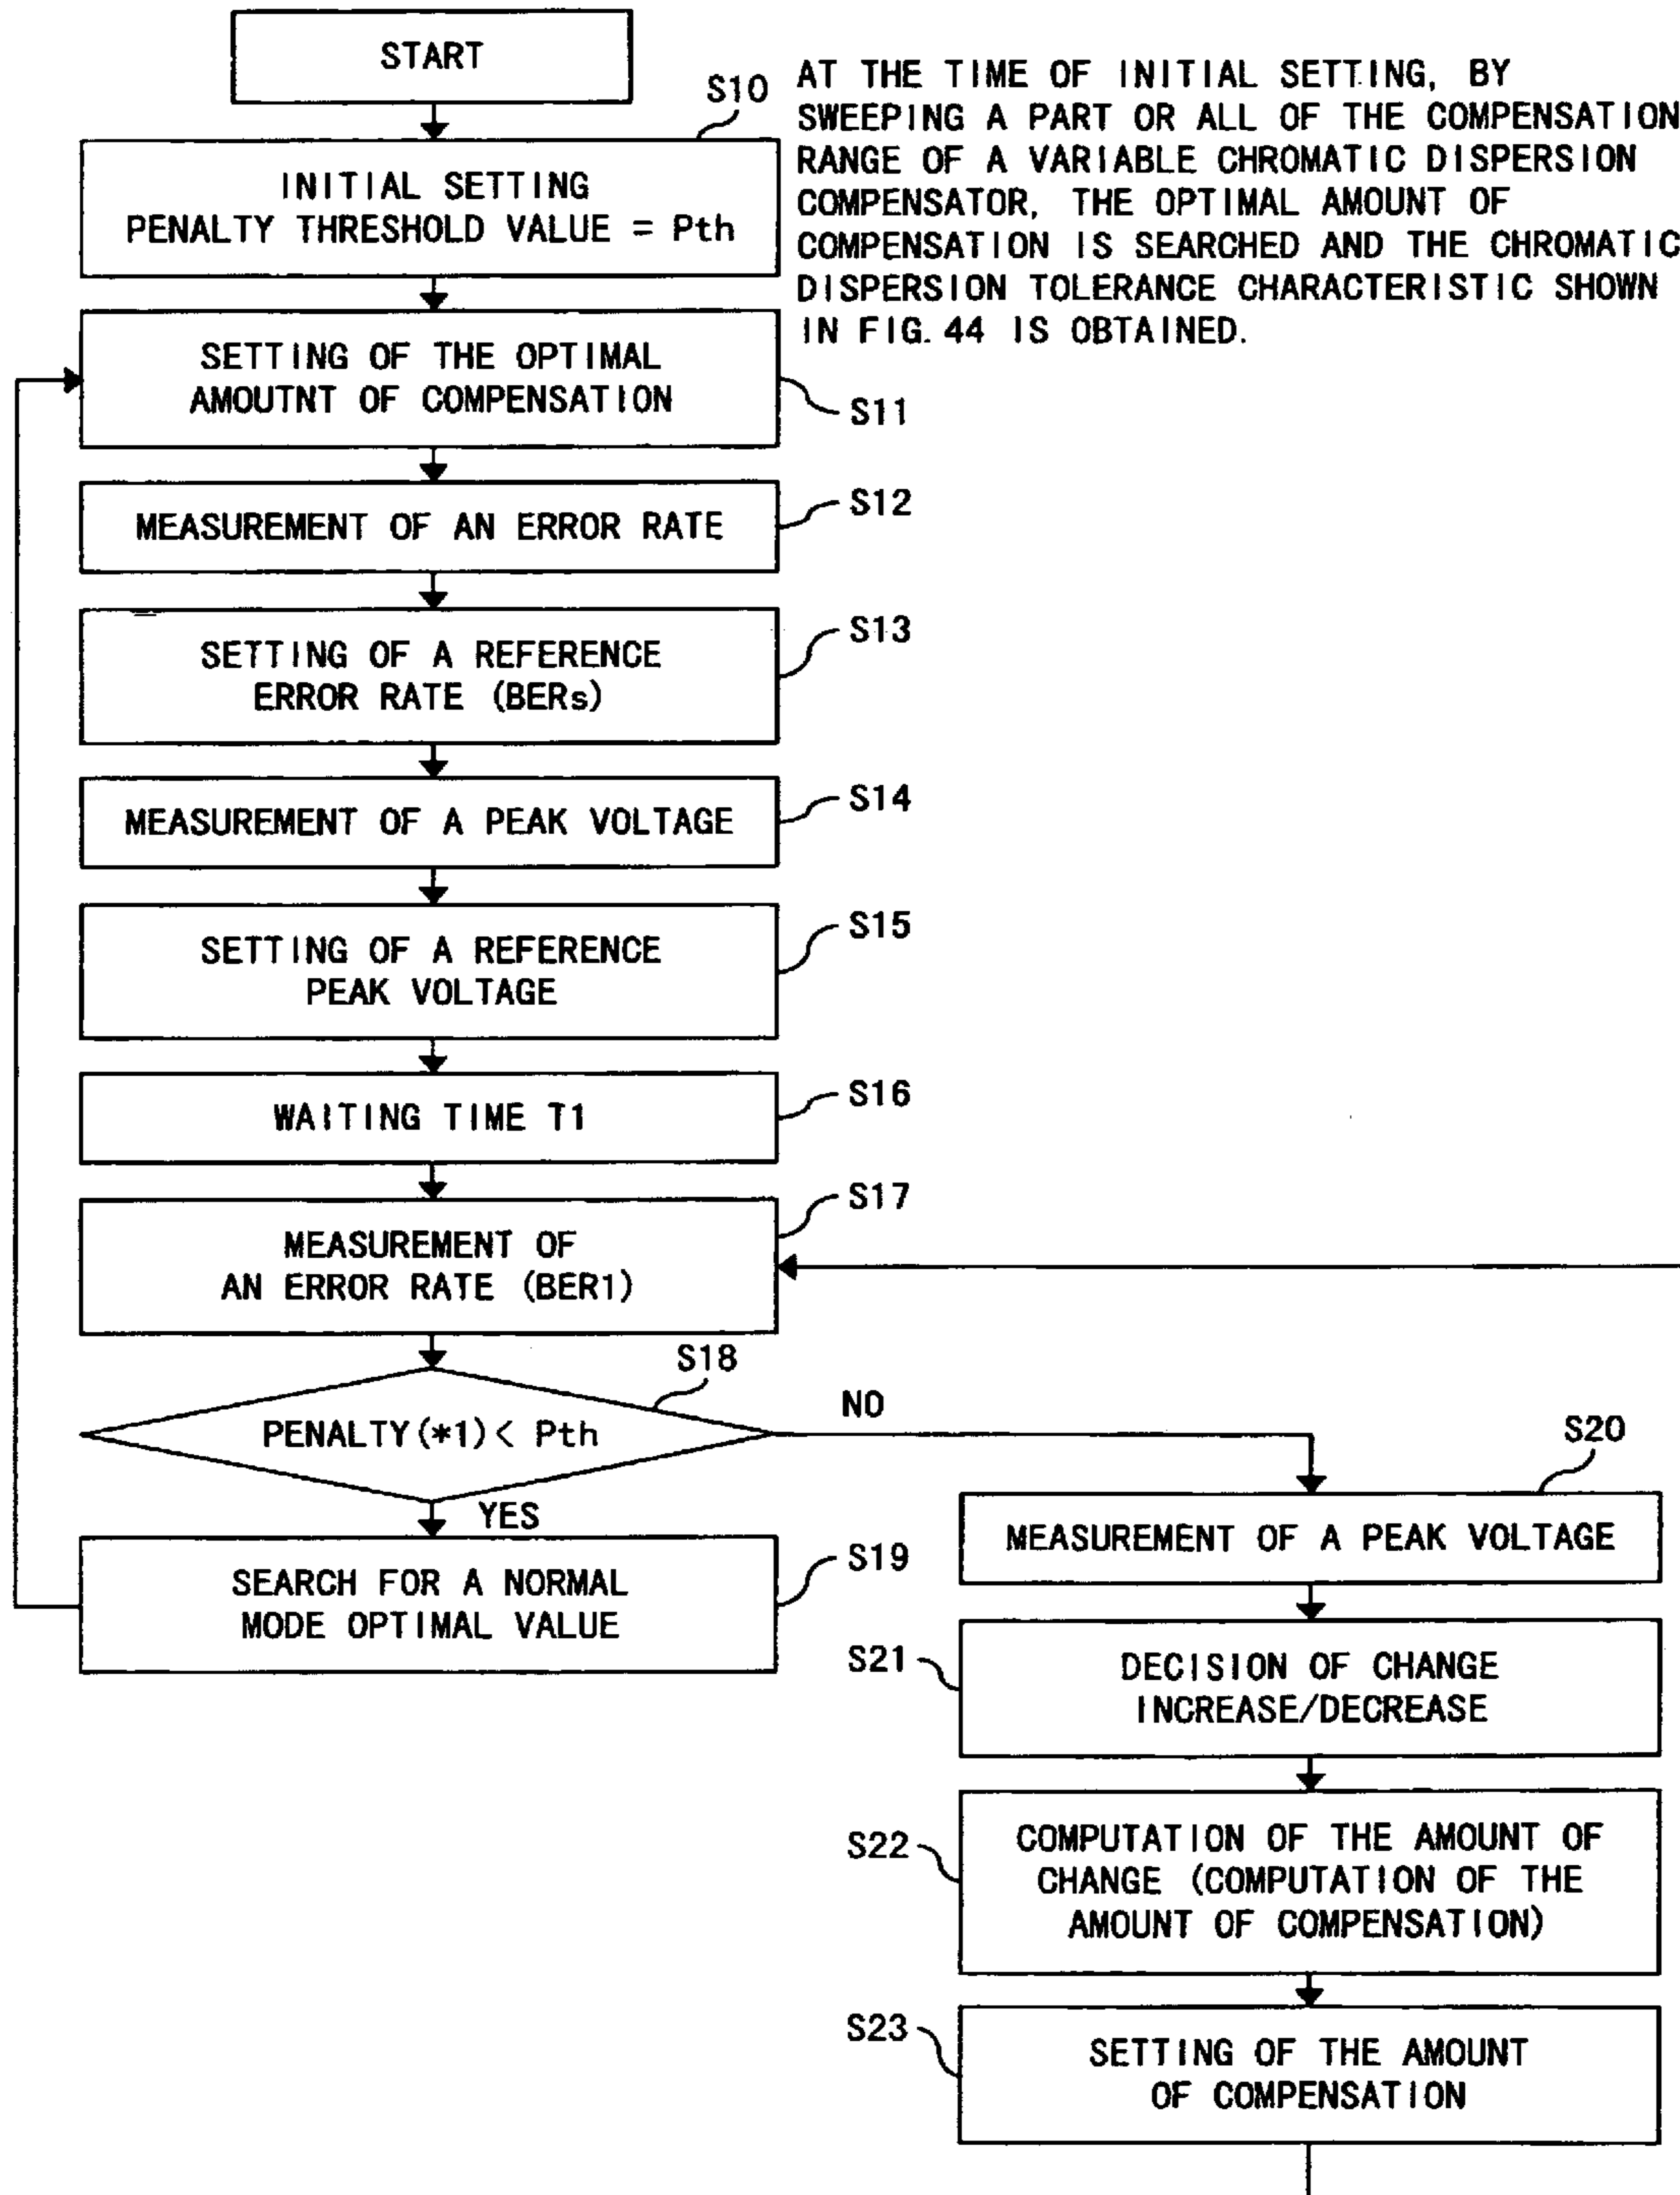 START
S10
AT THE TIME OF INITIAL SETTING, BY
SWEEPING A PART OR ALL OF THE COMPENSATION
RANGE OF A VARIABLE CHROMATIC DISPERSION
COMPENSATOR, THE OPTIMAL AMOUNT OF
COMPENSATION IS SEARCHED AND THE CHROMATIC
DISPERSION TOLERANCE CHARACTERISTIC SHOWN
IN FIG. 44 IS OBTAINED.
INITIAL SETTING
PENALTY THRESHOLD VALUE = Pth
SETTING OF THE OPTIMAL
AMOUTNT OF COMPENSATION
S11
MEASUREMENT OF AN ERROR RATE
S12
SETTING OF A REFERENCE
ERROR RATE (BERs)
S13
MEASUREMENT OF A PEAK VOLTAGE
S14
SETTING OF A REFERENCE
PEAK VOLTAGE
S15
WAITING TIME T1
S16
MEASUREMENT OF
AN ERROR RATE (BER1)
S17
PENALTY(*1)< Pth
S18
NO
YES
SEARCH FOR A NORMAL
MODE OPTIMAL VALUE
S19
S20
MEASUREMENT OF A PEAK VOLTAGE
S21
DECISION OF CHANGE
INCREASE/DECREASE
S22
COMPUTATION OF THE AMOUNT OF
CHANGE (COMPUTATION OF THE
AMOUNT OF COMPENSATION)
S23
SETTING OF THE AMOUNT
OF COMPENSATION